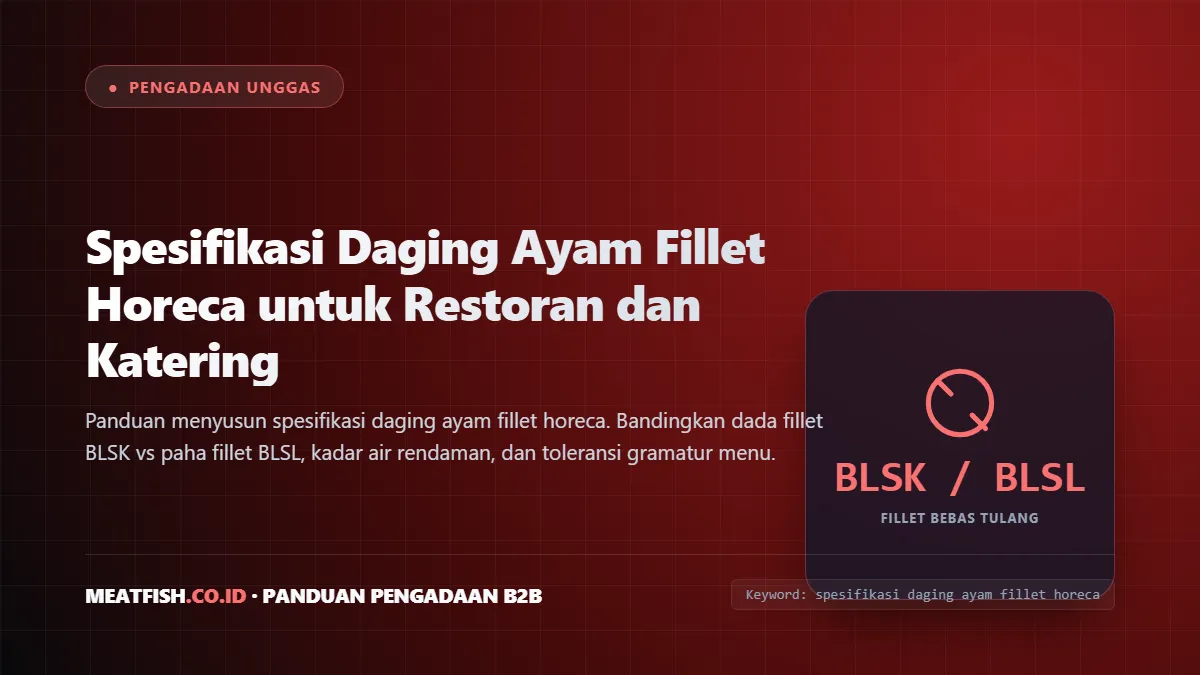 • PENGADAAN UNGGAS
Spesifikasi Daging Ayam Fillet
Horeca untuk Restoran dan
Katering
Panduan menyusun spesifikasi daging ayam fillet horeca. Bandingkan dada fillet
BLSK vs paha fillet BLSL, kadar air rendaman, dan toleransi gramatur menu.
BLSK / BLSL
FILLET BEBAS TULANG
MEATFISH.CO.ID · PANDUAN PENGADAAN B2B
Keyword: spesifikasi daging ayam fillet horeca